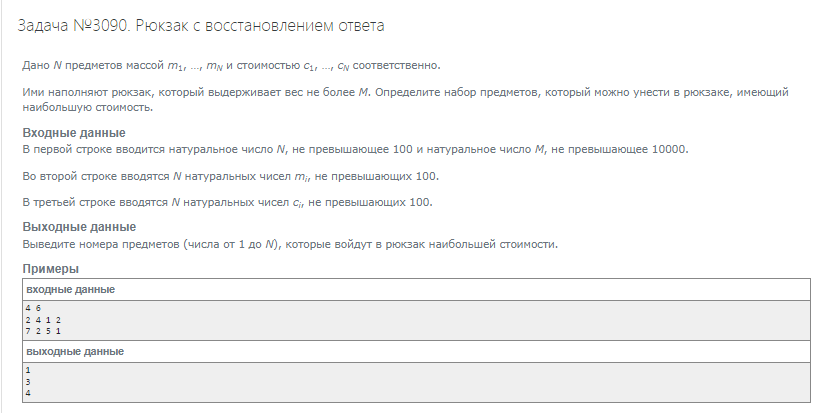 Задача №3090. Рюкзак с восстановлением ответа
Дано N предметов массой m1, …, mN и стоимостью c1, …, cN соответственно.
Ими наполняют рюкзак, который выдерживает вес не более M. Определите набор предметов, который можно унести в рюкзаке, имеющий
наибольшую стоимость.
Входные данные
В первой строке вводится натуральное число N, не превышающее 100 и натуральное число M, не превышающее 10000.
Во второй строке вводятся N натуральных чисел mi, не превышающих 100.
В третьей строке вводятся N натуральных чисел ci, не превышающих 100.
Выходные данные
Выведите номера предметов (числа от 1 до N), которые войдут в рюкзак наибольшей стоимости.
Примеры
входные данные
4 6
2 4 1 2
7 2 5 1
выходные данные
1
3
4